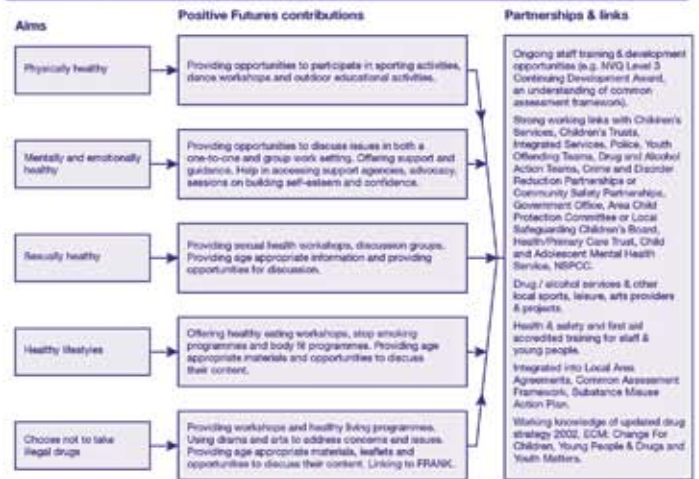 Aims
Positive Futures contributions
Partnerships & links
Physically healthy
Providing opportunities to participate in sporting activities,
dance workshops and outdoor educational activities.
Mentally and emotionally
healthy
Providing opportunities to discuss issues in both a
one-to-one and group work setting. Offering support and
guidance. Help in accessing support agencies, advocacy,
sessions on building self-esteem and confidence.
Sexually healthy
Providing sexual health workshops, discussion groups.
Providing age appropriate information and providing
opportunities for discussion.
Healthy lifestyles
Offering healthy eating workshops, stop smoking
programmes and body fit programmes. Providing age
appropriate materials and opportunities to discuss
their content.
Choose not to take
illegal drugs
Providing workshops and healthy living programmes.
Using drama and arts to address concerns and issues.
Providing age appropriate materials, leaflets and
opportunities to discuss their content. Linking to FRANK.
Ongoing staff training & development
opportunities (e.g. NVQ Level 3
Continuing Development Award,
an understanding of common
assessment framework).
Strong working links with Children's
Services, Children's Trusts,
Integrated Services, Police, Youth
Offending Teams, Drug and Alcohol
Action Teams, Crime and Disorder
Reduction Partnerships or
Community Safety Partnerships,
Government Office, Area Child
Protection Committee or Local
Safeguarding Children's Board,
Health/Primary Care Trust, Child
and Adolescent Mental Health
Service, NSPCC.
Drug / alcohol services & other
local sports, leisure, arts providers
& projects.
Health & safety and first aid
accredited training for staff &
young people.
Integrated into Local Area
Agreements, Common Assessment
Framework, Substance Misuse
Action Plan.
Working knowledge of updated drug
strategy 2002, ECM: Change For
Children, Young People & Drugs and
Youth Matters.